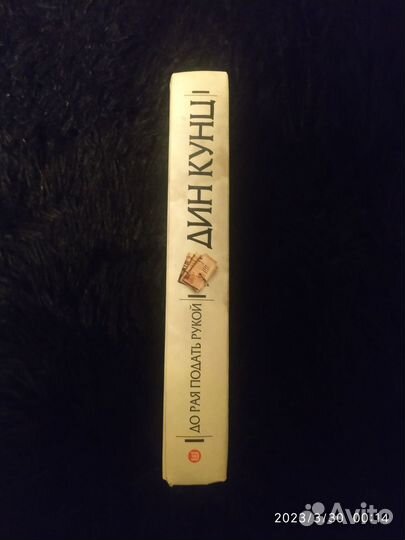 ДИН КУНЦ
ДО РАЯ ПОДАТЬ РУКОЙ
2023/3/30 00:14
Avito